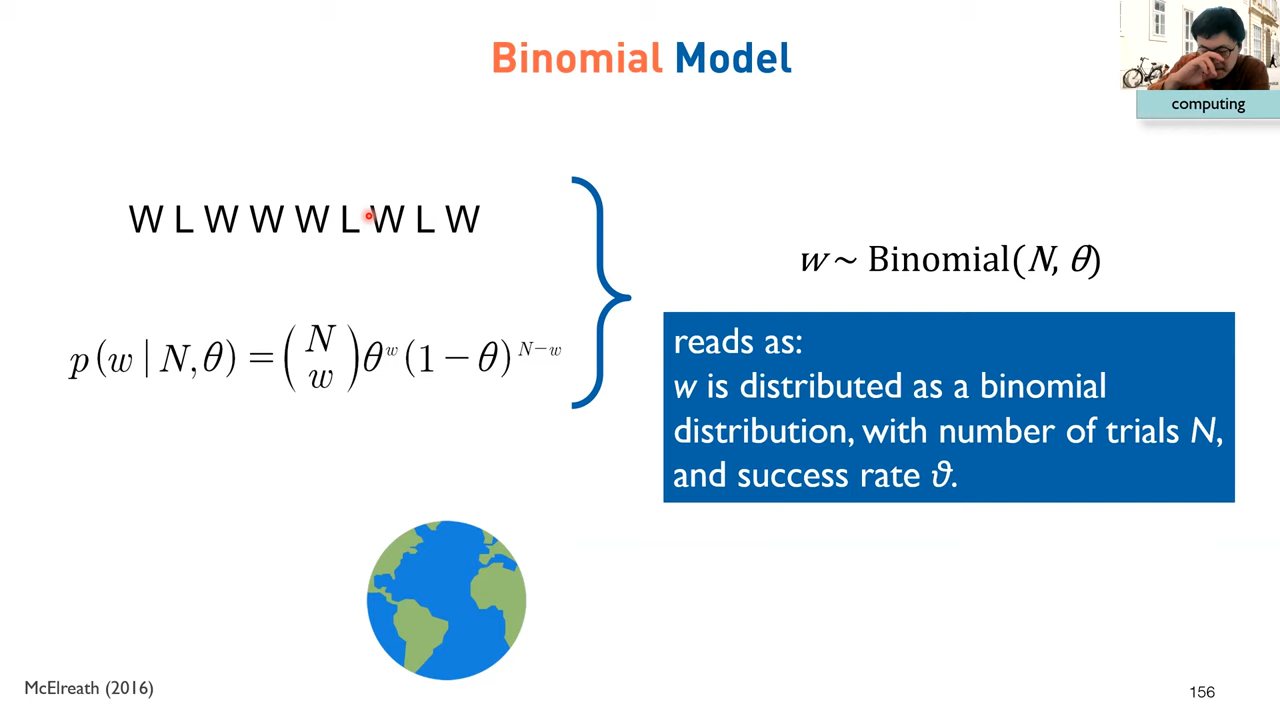 Binomial Model
computing
W L W W W L W L W
p(w | N, θ) = (N w) θ^w (1 − θ)^{N−w}
w ~ Binomial(N, θ)
reads as:
w is distributed as a binomial
distribution, with number of trials N,
and success rate ϑ.
McElreath (2016)
156